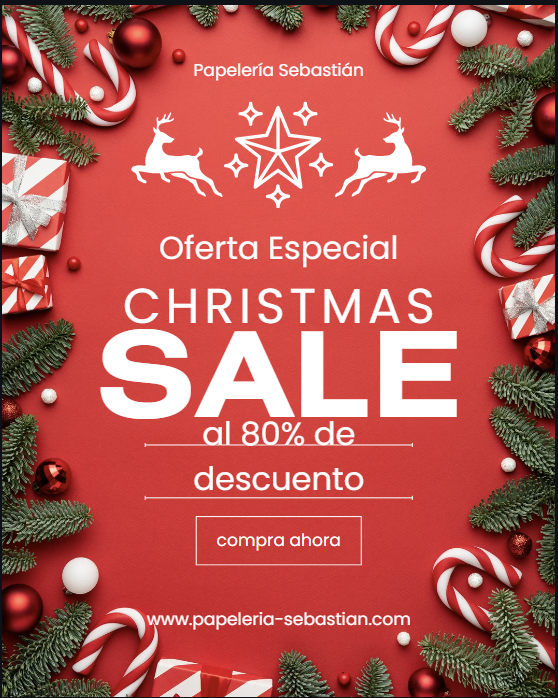 Papelería Sebastián
Oferta Especial
CHRISTMAS
SALE
al 80% de
descuento
compra ahora
www.papeleria-sebastian.com